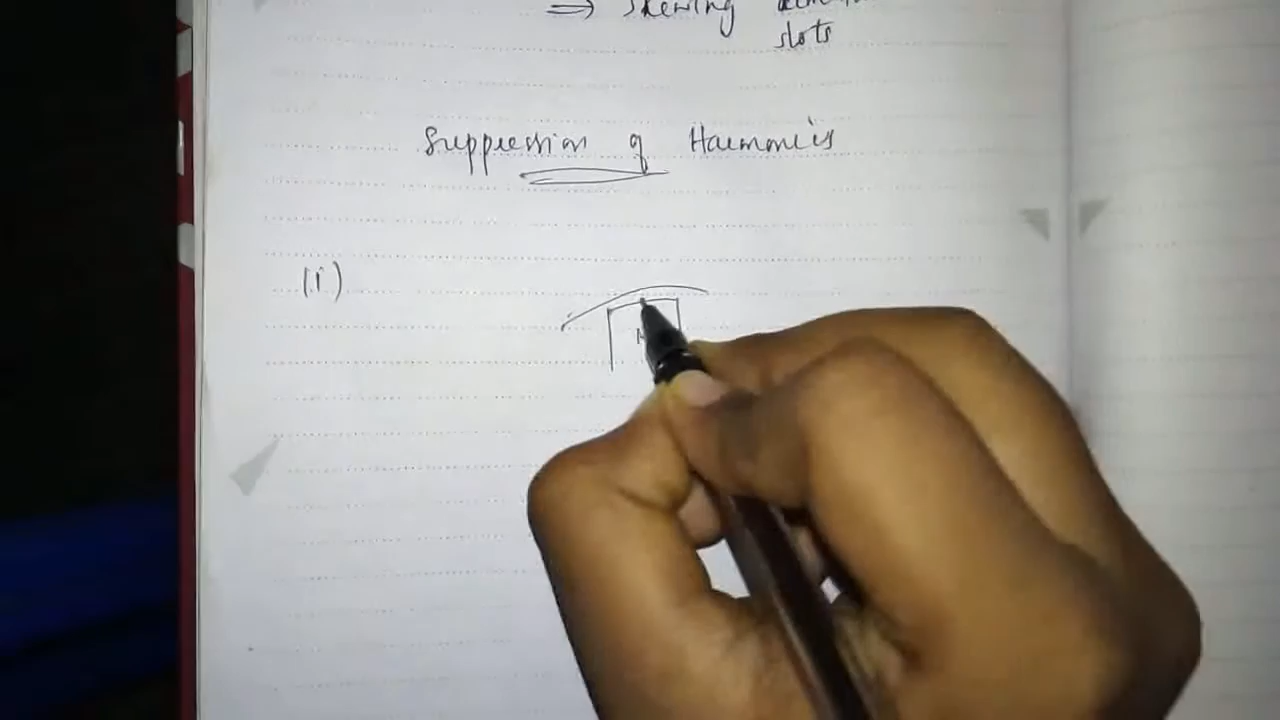 ⇒ Skewing
slots
Suppression of Harmonics
(i)